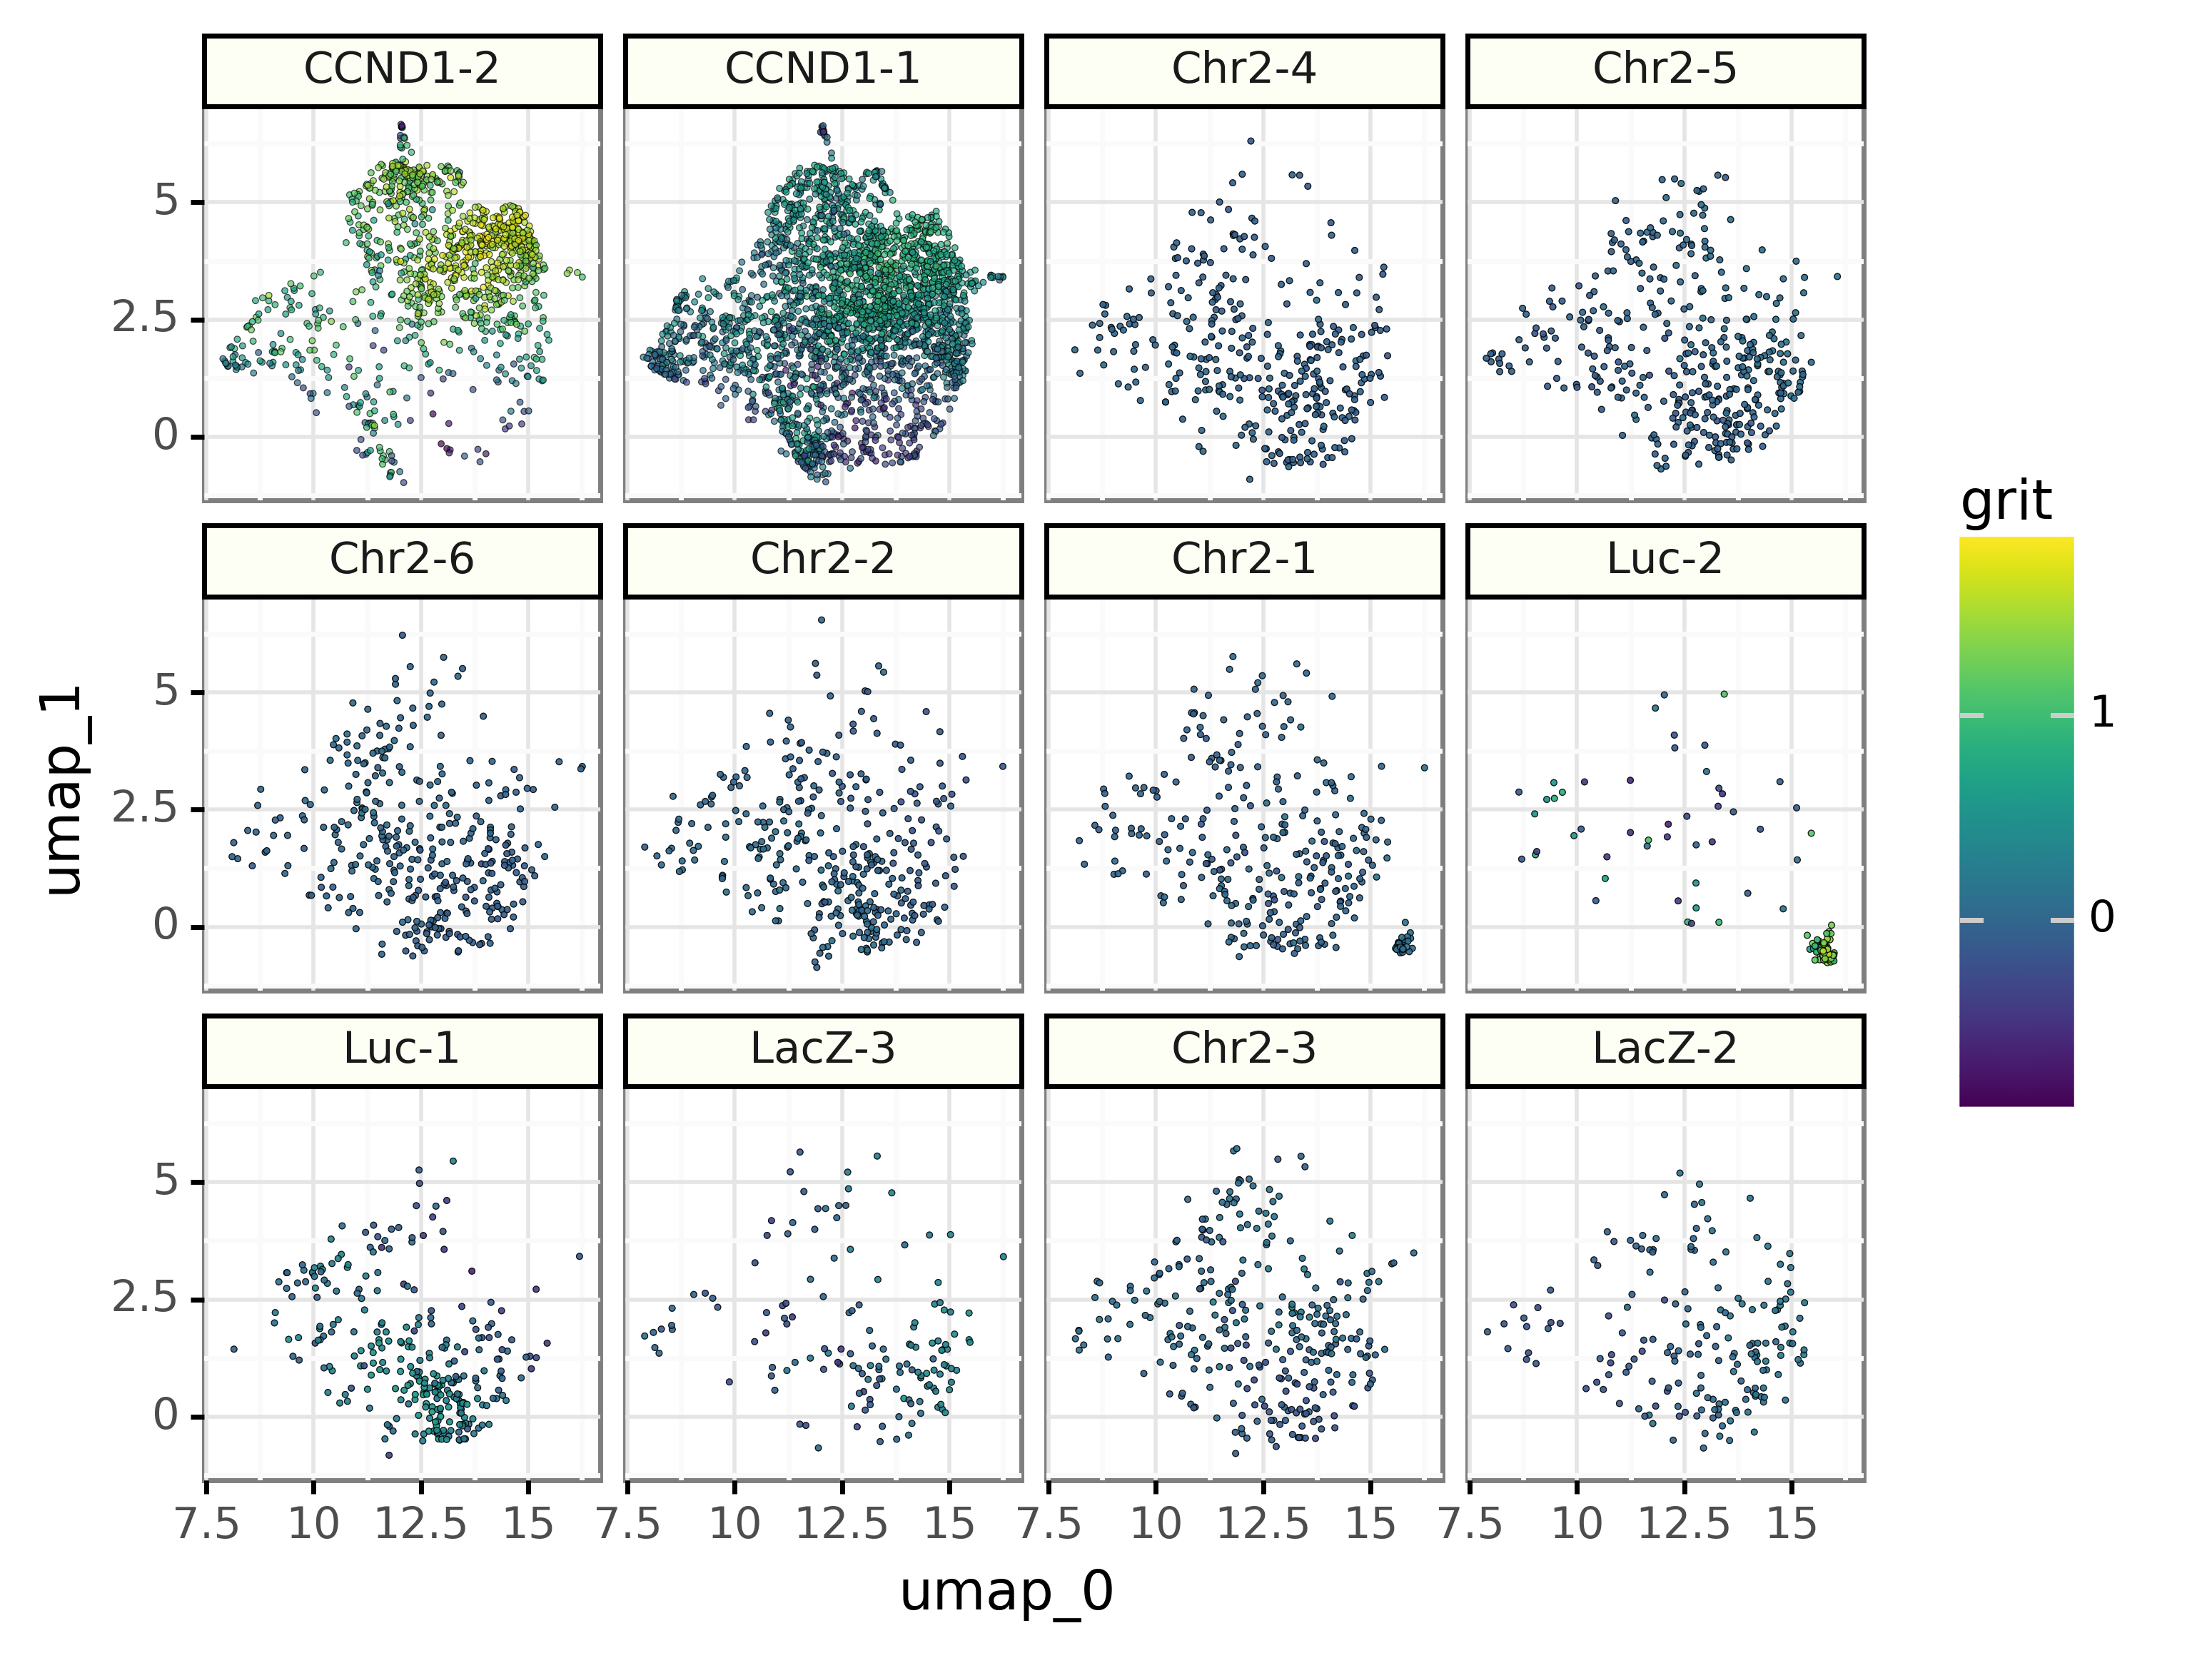 CCND1-2 CCND1-1 Chr2-4 Chr2-5
5
2.5
0
Chr2-6 Chr2-2 Chr2-1 Luc-2
5
2.5
0
Luc-1 LacZ-3 Chr2-3 LacZ-2
5
2.5
0
7.5 10 12.5 15 7.5 10 12.5 15 7.5 10 12.5 15 7.5 10 12.5 15
umap_0
umap_1
grit
1
0